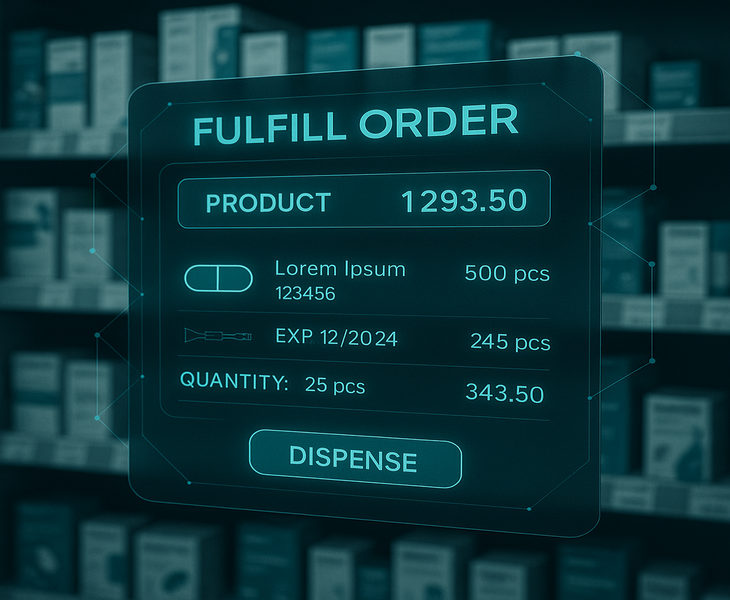 FULFILL ORDER
PRODUCT 1293.50
Lorem Ipsum 500 pcs
123456
EXP 12/2024 245 pcs
QUANTITY: 25 pcs 343.50
DISPENSE